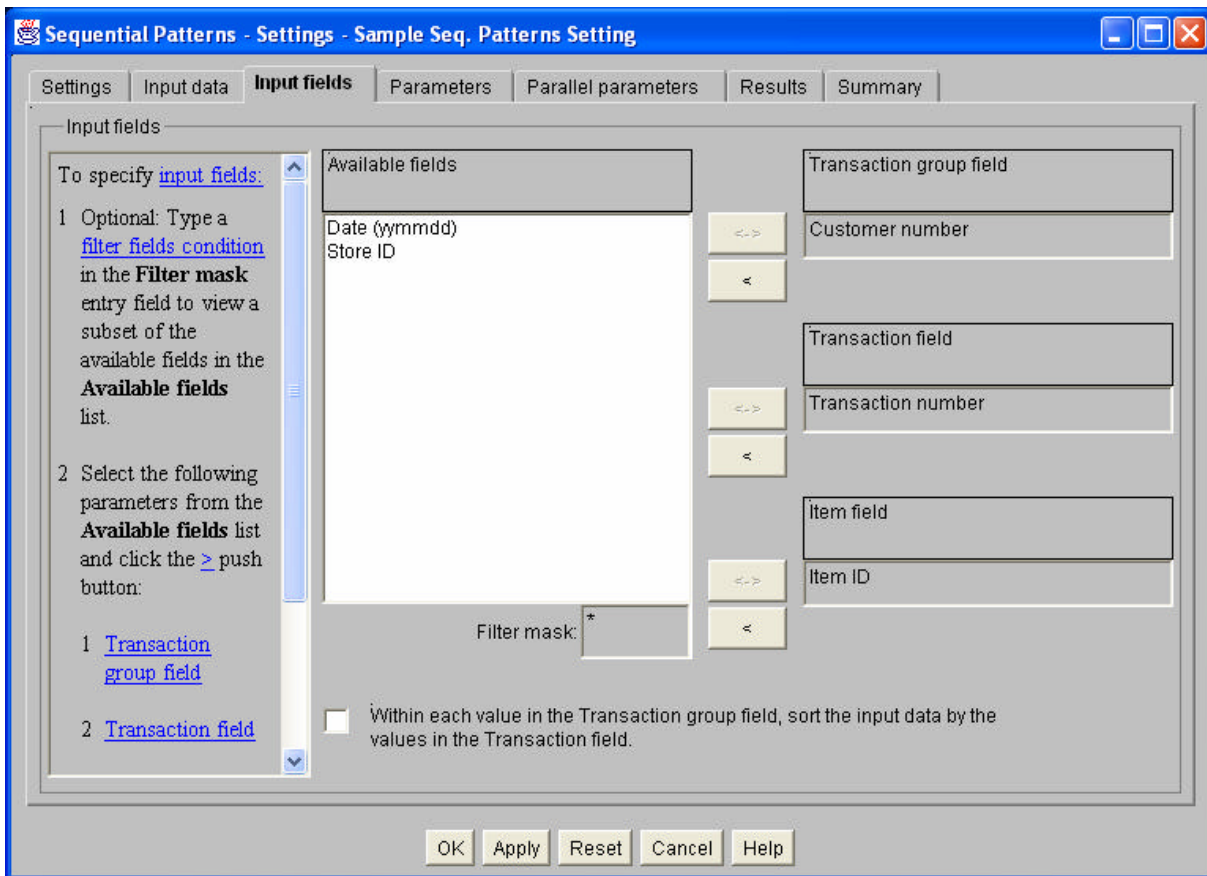 Sequential Patterns - Settings - Sample Seq. Patterns Setting
Settings
Input data
Input fields
Parameters
Parallel parameters
Results
Summary
Input fields
To specify input fields:
1 Optional: Type a
filter fields condition
in the Filter mask
entry field to view a
subset of the
available fields in the
Available fields
list.
2 Select the following
parameters from the
Available fields list
and click the > push
button:
1 Transaction
group field
2 Transaction field
Available fields
Date (yymmdd)
Store ID
Filter mask: *
<->
<
Transaction group field
Customer number
<->
<
Transaction field
Transaction number
<->
<
Item field
Item ID
Within each value in the Transaction group field, sort the input data by the
values in the Transaction field.
OK
Apply
Reset
Cancel
Help